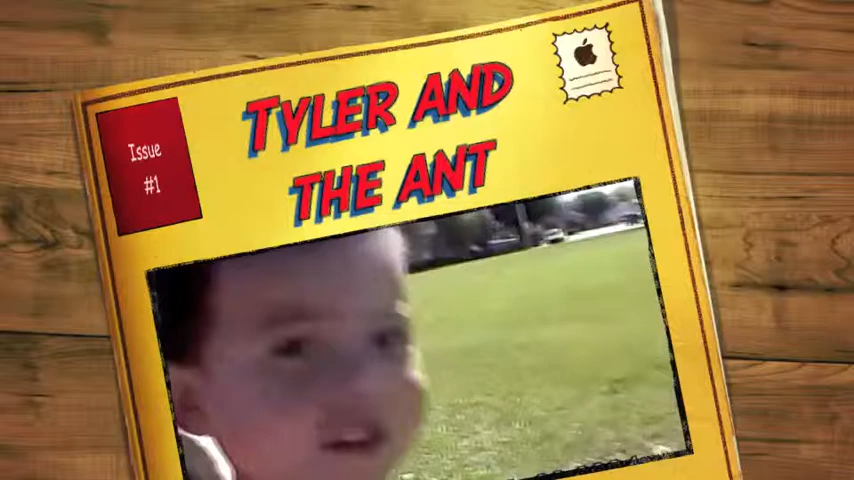 TYLER AND
THE ANT
Issue
#1